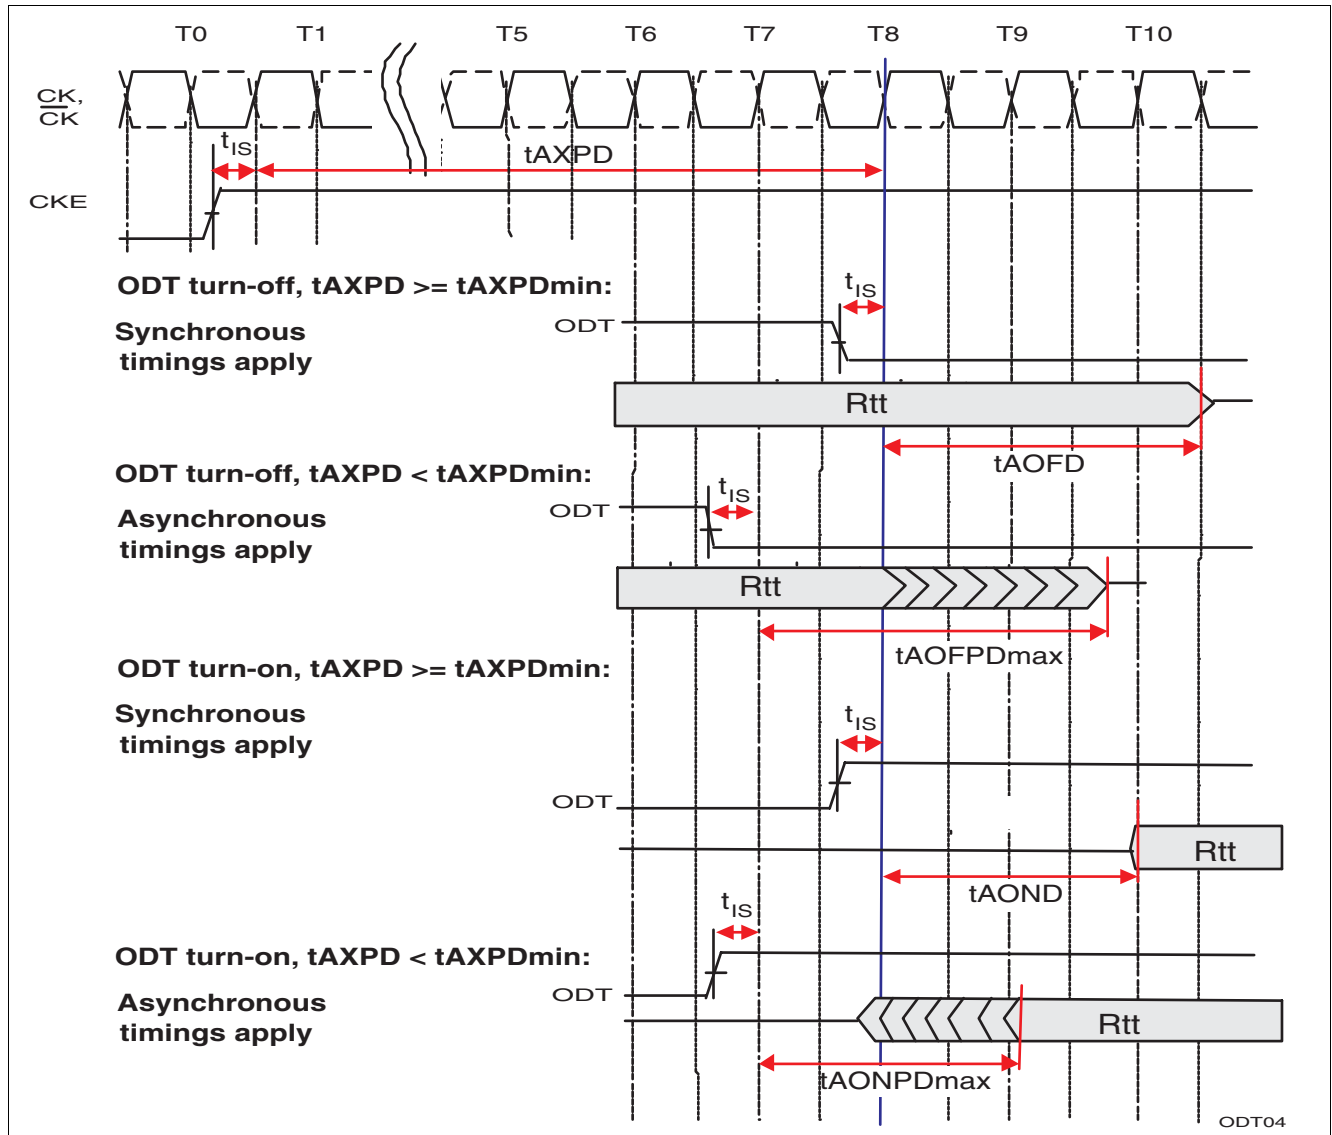 T0 T1 T5 T6 T7 T8 T9 T10
CK,
CK
tIS
tAXPD
CKE
ODT turn-off, tAXPD >= tAXPDmin:
tIS
ODT
Synchronous
timings apply
Rtt
tAOFD
ODT turn-off, tAXPD < tAXPDmin:
tIS
ODT
Asynchronous
timings apply
Rtt
tAOFPDmax
ODT turn-on, tAXPD >= tAXPDmin:
Synchronous
timings apply
tIS
ODT
Rtt
tAOND
tIS
ODT turn-on, tAXPD < tAXPDmin:
ODT
Asynchronous
timings apply
Rtt
tAONPDmax
ODT04